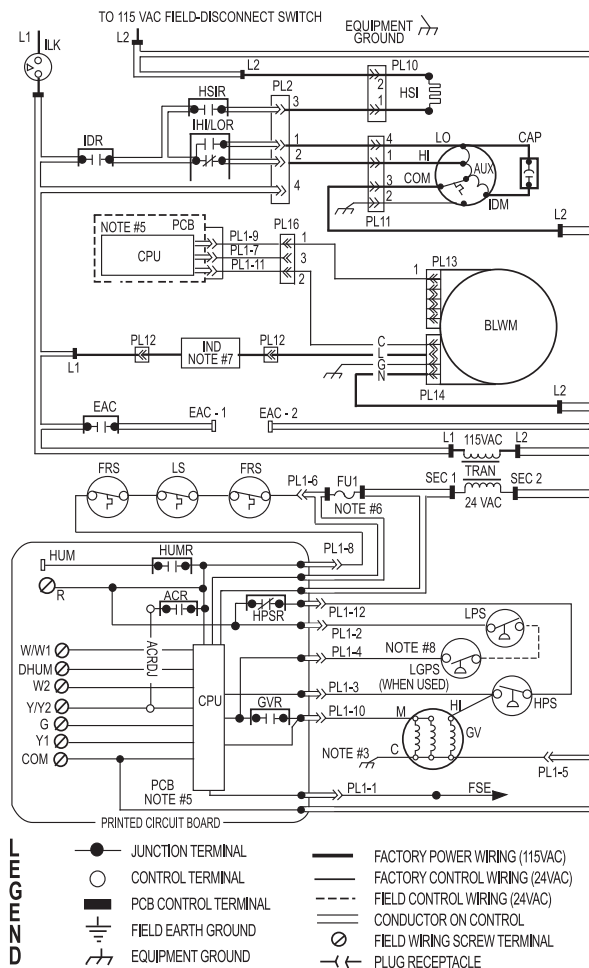 TO 115 VAC FIELD-DISCONNECT SWITCH
L1
ILK
L2
EQUIPMENT
GROUND
L2
PL10
2
HSI
1
HSIR
PL2
3
IHI/LOR
IDR
1
2
4
4
LO
CAP
1
HI
AUX
3
COM
2
IDM
PL11
L2
NOTE #5
PCB
CPU
PL1-9
PL1-7
PL1-11
PL16
1
3
2
PL13
1
BLWM
C
L
G
N
PL14
L2
PL12
IND
NOTE #7
PL12
L1
EAC
EAC - 1
EAC - 2
L1
115VAC
L2
TRAN
SEC 1
24 VAC
SEC 2
FRS
LS
FRS
PL1-6
FU1
NOTE #6
HUM
HUMR
PL1-8
R
ACR
HPSR
PL1-12
LPS
PL1-2
ACRDJ
W/W1
DHUM
W2
Y/Y2
G
Y1
COM
CPU
PL1-4
NOTE #8
LGPS
(WHEN USED)
PL1-3
HPS
GVR
PL1-10
M
HI
GV
NOTE #3
C
PL1-5
PCB
NOTE #5
PL1-1
FSE
PRINTED CIRCUIT BOARD
LEGEND
JUNCTION TERMINAL
CONTROL TERMINAL
PCB CONTROL TERMINAL
FIELD EARTH GROUND
EQUIPMENT GROUND
FACTORY POWER WIRING (115VAC)
FACTORY CONTROL WIRING (24VAC)
FIELD CONTROL WIRING (24VAC)
CONDUCTOR ON CONTROL
FIELD WIRING SCREW TERMINAL
PLUG RECEPTACLE